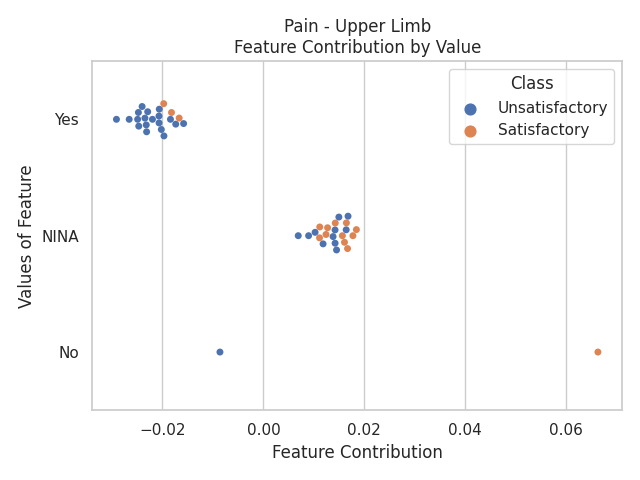 Pain - Upper Limb
Feature Contribution by Value
Class
Unsatisfactory
Satisfactory
Values of Feature
Yes
NINA
No
−0.02 0.00 0.02 0.04 0.06
Feature Contribution